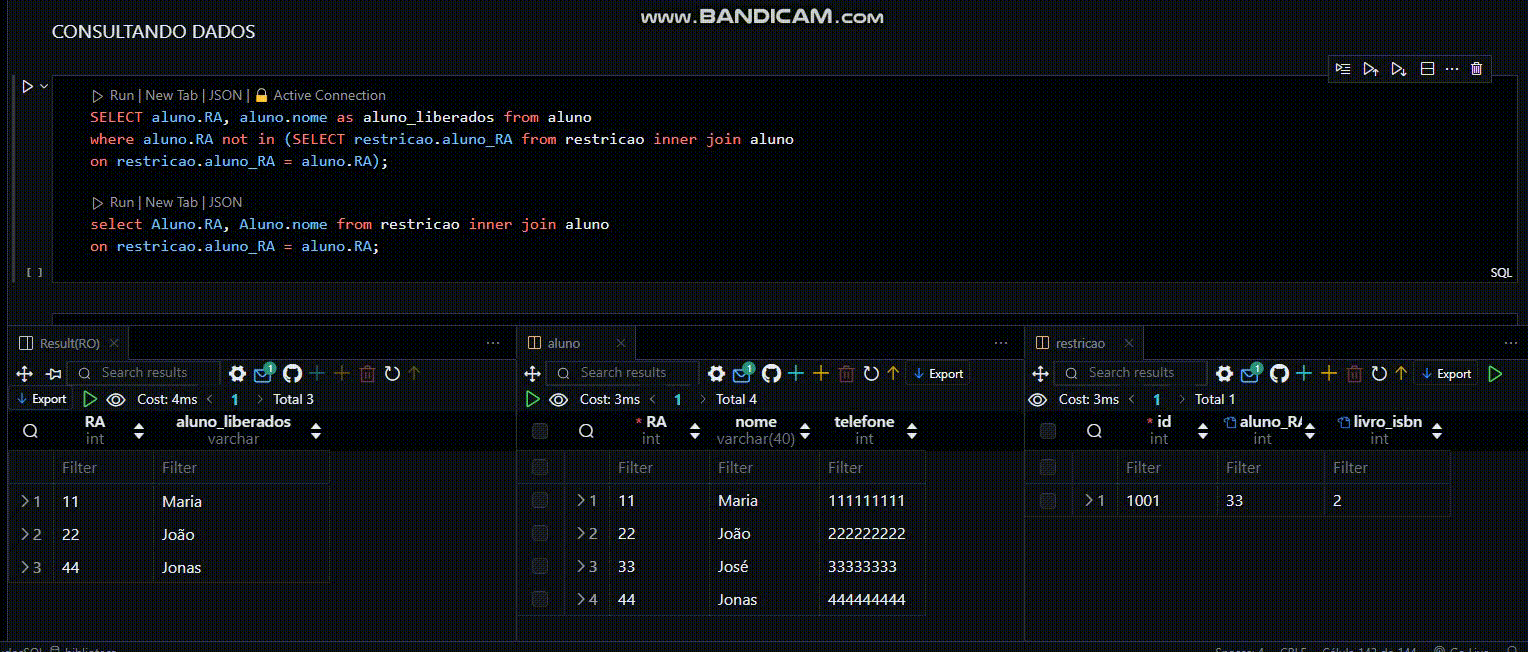 www.BANDICAM.com
CONSULTANDO DADOS
Run | New Tab | JSON | Active Connection
SELECT aluno.RA, aluno.nome as aluno_liberados from aluno
where aluno.RA not in (SELECT restricao.aluno_RA from restricao inner join aluno
on restricao.aluno_RA = aluno.RA);
Run | New Tab | JSON
select Aluno.RA, Aluno.nome from restricao inner join aluno
on restricao.aluno_RA = aluno.RA;
[ ]
SQL
Result(RO)
Search results
1
Export
Cost: 4ms < 1 > Total 3
RA aluno_liberados
int varchar
Filter Filter
1 11 Maria
2 22 João
3 44 Jonas
aluno
Search results
1
Export
Cost: 3ms < 1 > Total 4
* RA nome telefone
int varchar(40) int
Filter Filter Filter
1 11 Maria 111111111
2 22 João 222222222
3 33 José 33333333
4 44 Jonas 444444444
restricao
Search results
1
Export
Cost: 3ms < 1 > Total 1
* id aluno_RA livro_isbn
int int int
Filter Filter Filter
1 1001 33 2